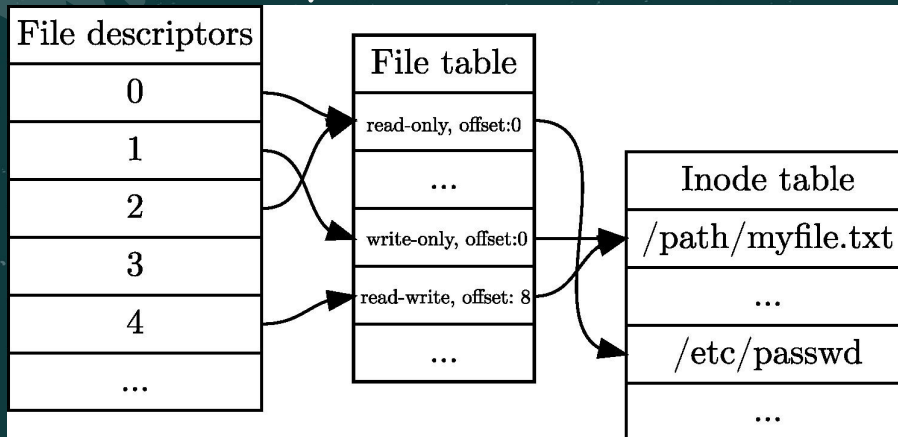 File descriptors
0
1
2
3
4
...
File table
read-only, offset:0
...
write-only, offset:0
read-write, offset: 8
...
Inode table
/path/myfile.txt
...
/etc/passwd
...